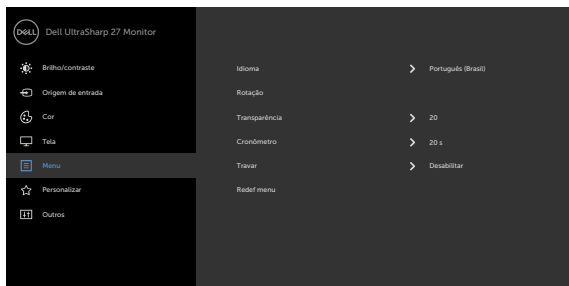 DELL Dell UltraSharp 27 Monitor
Brilho/contraste
Origem de entrada
Cor
Tela
Menu
Personalizar
Outros
Idioma Português (Brasil)
Rotação
Transparência 20
Cronômetro 20 s
Travar Desabilitar
Redef menu